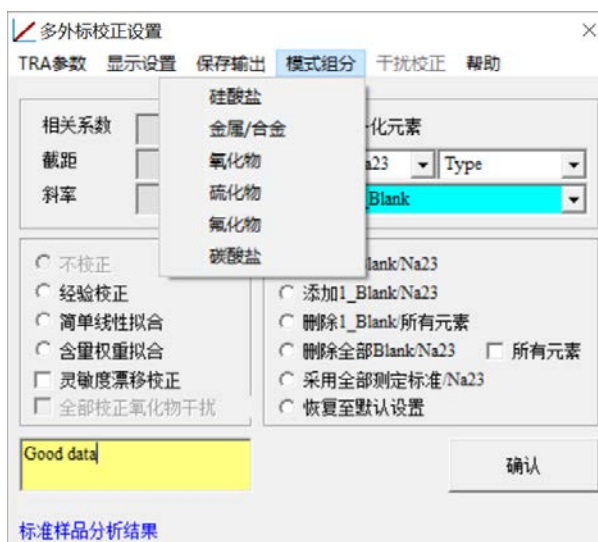 多外标校正设置
TRA参数 显示设置 保存输出 模式组分 干扰校正 帮助
硅酸盐
金属/合金
氧化物
硫化物
氟化物
碳酸盐
相关系数
截距
斜率
化元素
a23 Type
_Blank
不校正
经验校正
简单线性拟合
含量权重拟合
灵敏度漂移校正
全部校正氧化物干扰
lank/Na23
添加1_Blank/Na23
删除1_Blank/所有元素
删除全部Blank/Na23 所有元素
采用全部测定标准/Na23
恢复至默认设置
Good data
确认
标准样品分析结果